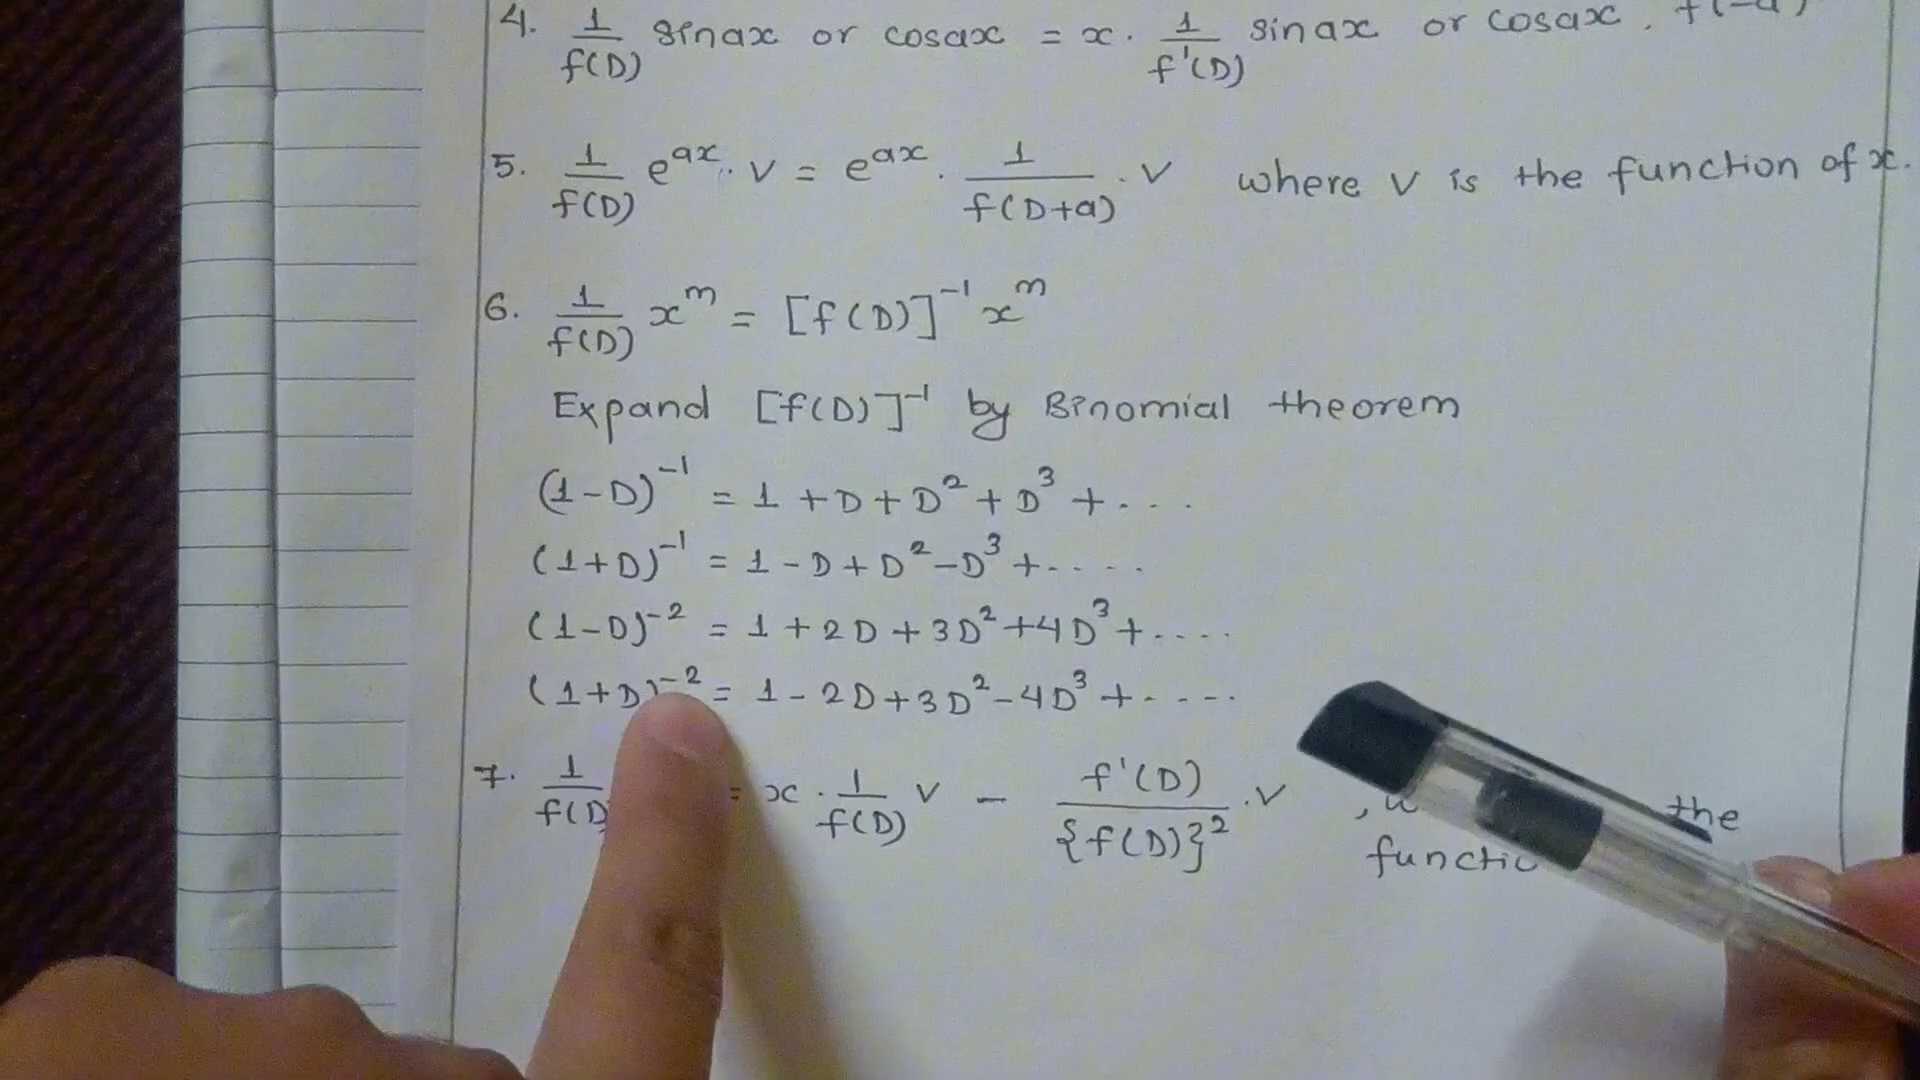 4. 1/f(D) sinax or cosax = x. 1/f'(D) sinax or cosax.
5. 1/f(D) e^ax . v = e^ax . 1/f(D+a) . v where v is the function of x.
6. 1/f(D) x^m = [f(D)]^-1 x^m
Expand [f(D)]^-1 by Binomial theorem
(1-D)^-1 = 1 + D + D^2 + D^3 + ...
(1+D)^-1 = 1 - D + D^2 - D^3 + ....
(1-D)^-2 = 1 + 2D + 3D^2 + 4D^3 + ....
(1+D)^-2 = 1 - 2D + 3D^2 - 4D^3 + ....
7. 1/f(D = x . 1/f(D) v - f'(D)/{f(D)}^2 .v , the